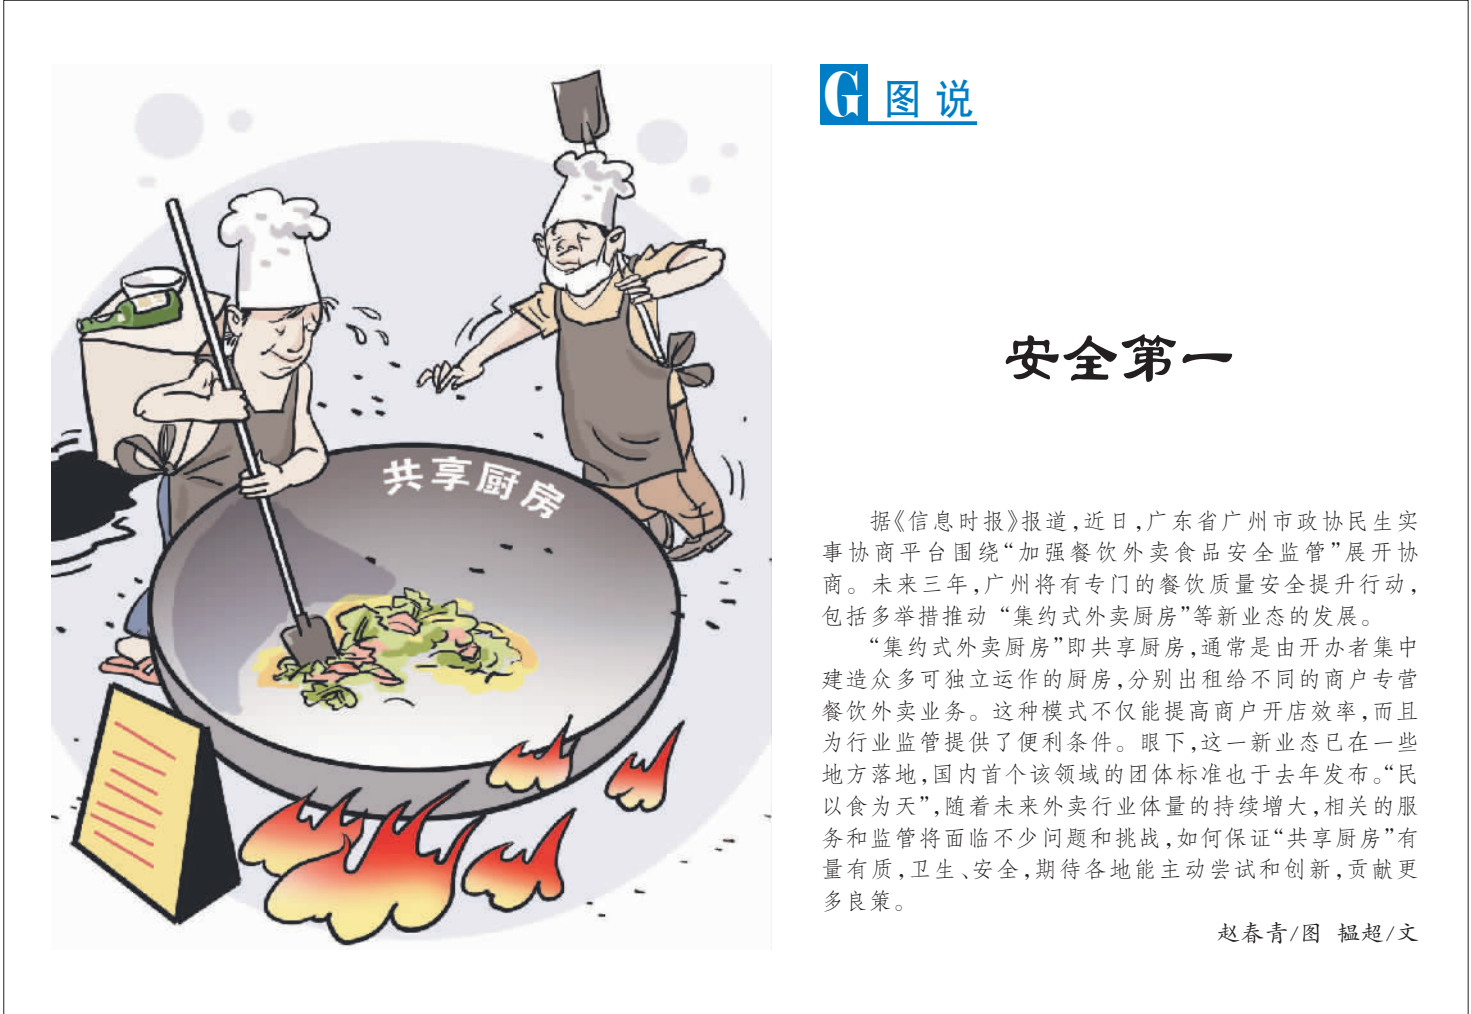 G 图说
共享厨房
安全第一
据《信息时报》报道,近日,广东省广州市政协民生实
事协商平台围绕“加强餐饮外卖食品安全监管”展开协
商。未来三年,广州将有专门的餐饮质量安全提升行动,
包括多举措推动“集约式外卖厨房”等新业态的发展。
“集约式外卖厨房”即共享厨房,通常是由开办者集中
建造众多可独立运作的厨房,分别出租给不同的商户专营
餐饮外卖业务。这种模式不仅能提高商户开店效率,而且
为行业监管提供了便利条件。眼下,这一新业态已在一些
地方落地,国内首个该领域的团体标准也于去年发布。“民
以食为天”,随着未来外卖行业体量的持续增大,相关的服
务和监管将面临不少问题和挑战,如何保证“共享厨房”有
量有质,卫生、安全,期待各地能主动尝试和创新,贡献更
多良策。
赵春青/图 韫超/文